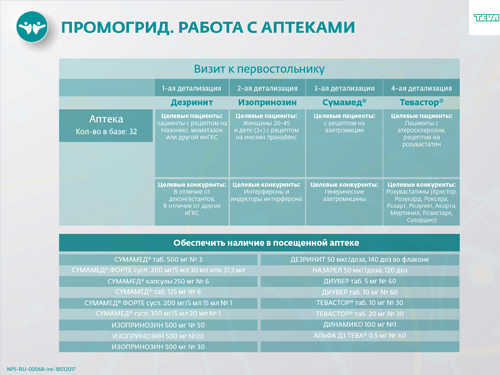 ПРОМОГРИД. РАБОТА С АПТЕКАМИ
TEVA
Визит к первостольнику
1-ая детализация
2-ая детализация
3-ая детализация
4-ая детализация
Аптека
Кол-во в базе: 32
Дезринит
Изопринозин
Сумамед®
Тевастор®
Целевые пациенты:
пациенты с рецептом на
Назонекс, мометазон
или другой инГКС
Целевые пациенты:
Женщины 20-45
и дети (3+) с рецептом
на инозин пранабекс
Целевые пациенты:
с рецептом на
азитромицин
Целевые пациенты:
Пациенты с
атеросклерозом,
рецептом на
розувастатин
Целевые конкуренты:
В отличие от
деконгестантов,
В отличие от других
иГКС
Целевые конкуренты:
Интерфероны и
индукторы интерферона
Целевые конкуренты:
генерические
азитромицины
Целевые конкуренты:
Розувастатины (Крестор,
Розукард, Роксера,
Розарт, Розулип, Акорта,
Мертинил, Розистарк,
Сувардио)
Обеспечить наличие в посещенной аптеке
СУМАМЕД® таб. 500 мг № 3
ДЕЗРИНИТ 50 мкг/доза, 140 доз во флаконе
СУМАМЕД® ФОРТЕ сусп. 200 мг/5 мл 30 мл или 37,5 мл
НАЗАРЕЛ 50 мкг/доза, 120 доз
СУМАМЕД® капсулы 250 мг № 6
ДИУВЕР таб. 5 мг № 60
СУМАМЕД® таб. 125 мг № 6
ДИУВЕР таб. 10 мг № 60
СУМАМЕД® ФОРТЕ сусп. 200 мг/5 мл 15 мл № 1
ТЕВАСТОР® таб. 10 мг № 30
СУМАМЕД® сусп. 100 мг/5 мл 20 мл № 1
ТЕВАСТОР® таб. 20 мг № 30
ИЗОПРИНОЗИН 500 мг № 50
ДИНАМИКО 100 мг №1
ИЗОПРИНОЗИН 500 мг №20
АЛЬФА Д3 ТЕВА® 0,5 мг № 60
ИЗОПРИНОЗИН 500 мг № 30
NPS-RU-00068-Int-18012017